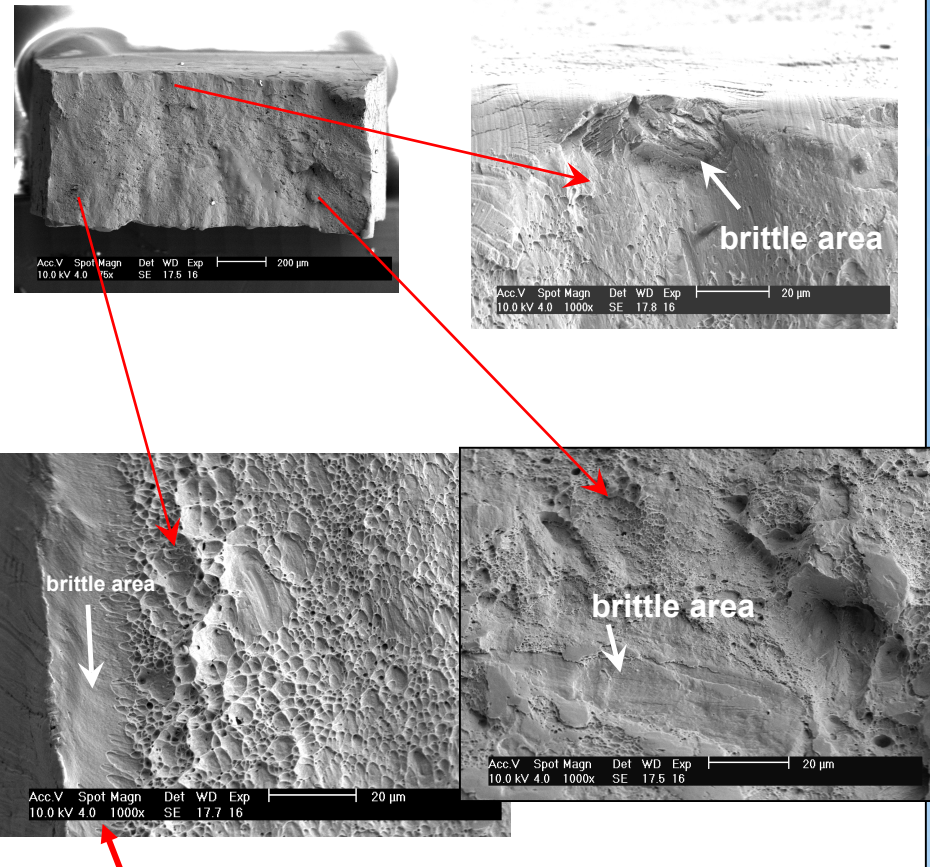 Acc.V Spot Magn Det WD Exp 200 µm
10.0 kV 4.0 75x SE 17.5 16
brittle area
Acc.V Spot Magn Det WD Exp 20 µm
10.0 kV 4.0 1000x SE 17.8 16
brittle area
Acc.V Spot Magn Det WD Exp 20 µm
10.0 kV 4.0 1000x SE 17.7 16
brittle area
Acc.V Spot Magn Det WD Exp 20 µm
10.0 kV 4.0 1000x SE 17.5 16